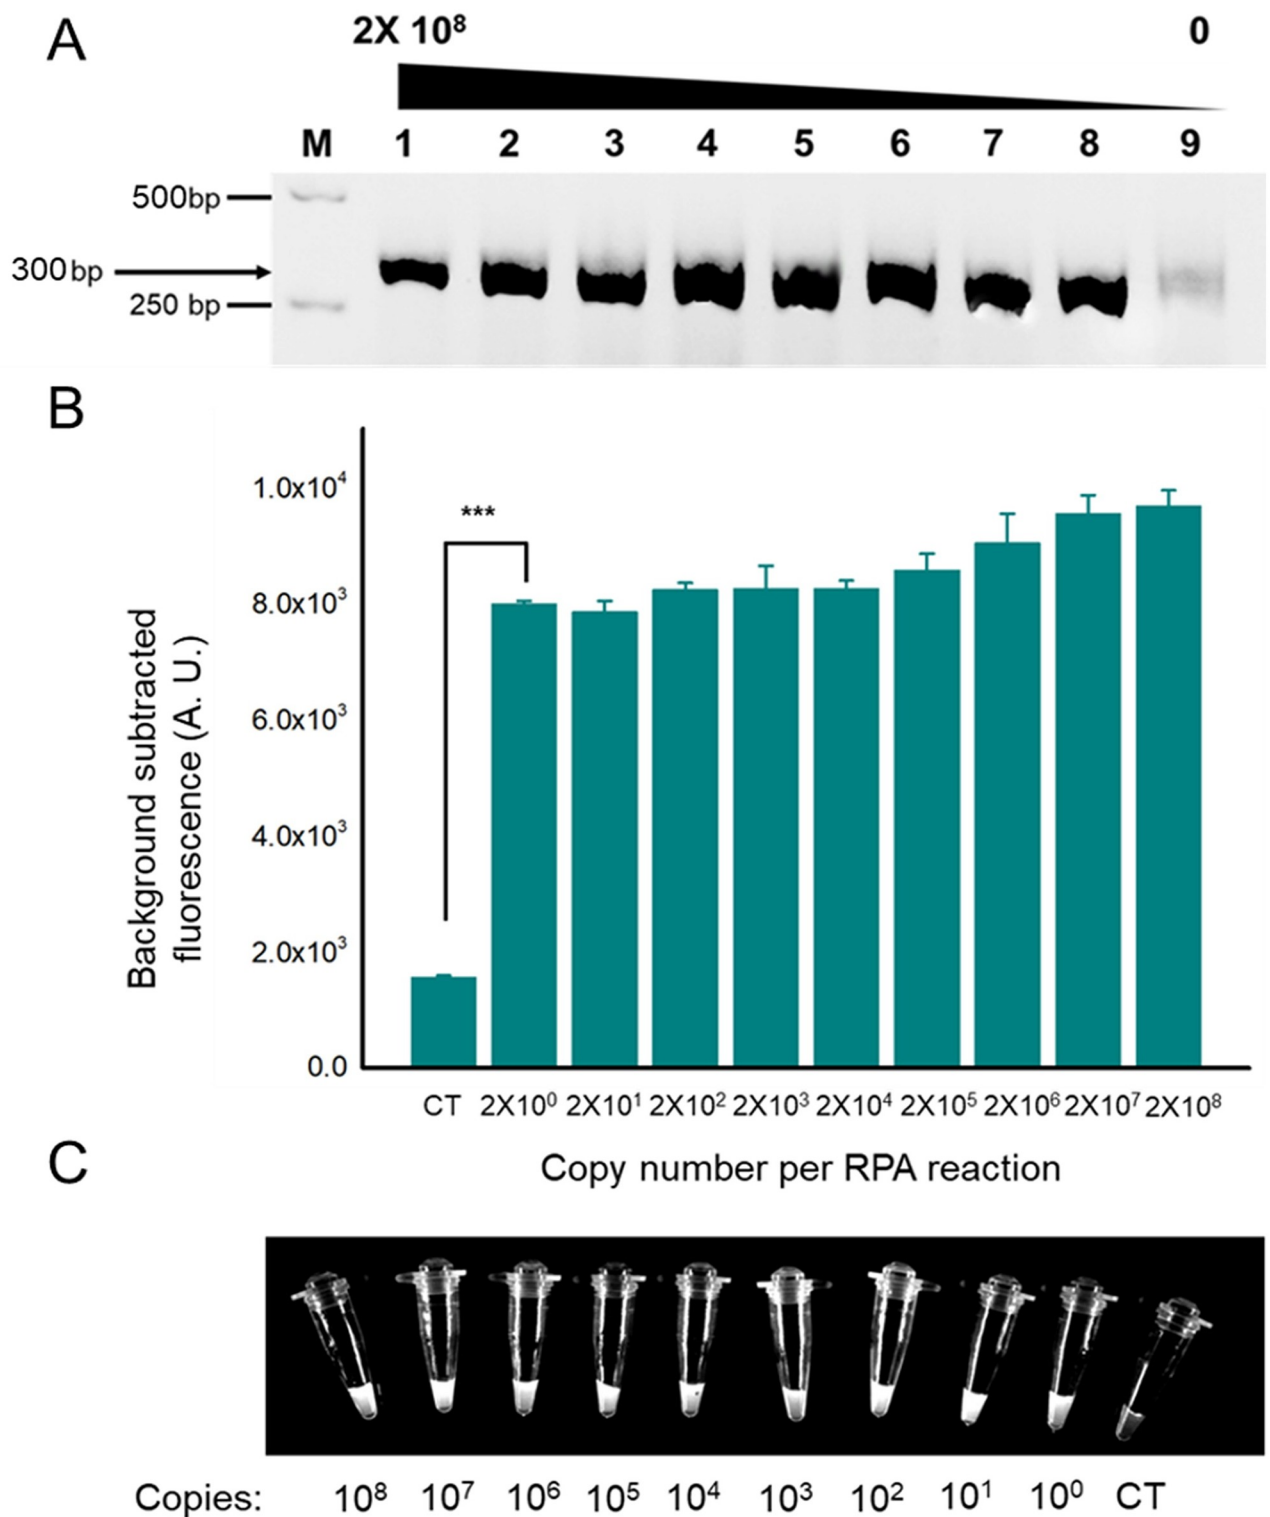 A
2X 10⁸ 0
M 1 2 3 4 5 6 7 8 9
500bp
300bp
250 bp
B
1.0x10⁴
***
8.0x10³
6.0x10³
4.0x10³
2.0x10³
0.0
Background subtracted
fluorescence (A. U.)
CT 2X10⁰ 2X10¹ 2X10² 2X10³ 2X10⁴ 2X10⁵ 2X10⁶ 2X10⁷ 2X10⁸
Copy number per RPA reaction
C
Copies: 10⁸ 10⁷ 10⁶ 10⁵ 10⁴ 10³ 10² 10¹ 10⁰ CT